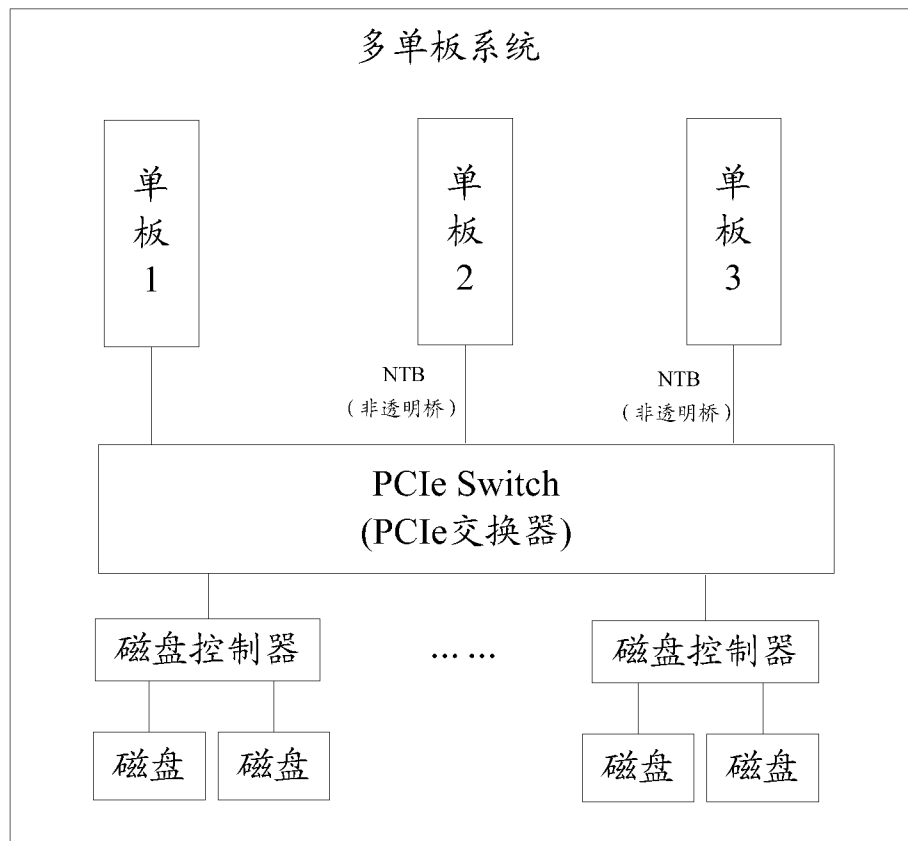 多单板系统
单
板
1
单
板
2
单
板
3
NTB
（非透明桥）
NTB
（非透明桥）
PCIe Switch
(PCIe交换器)
磁盘控制器
... ...
磁盘控制器
磁盘
磁盘
磁盘
磁盘